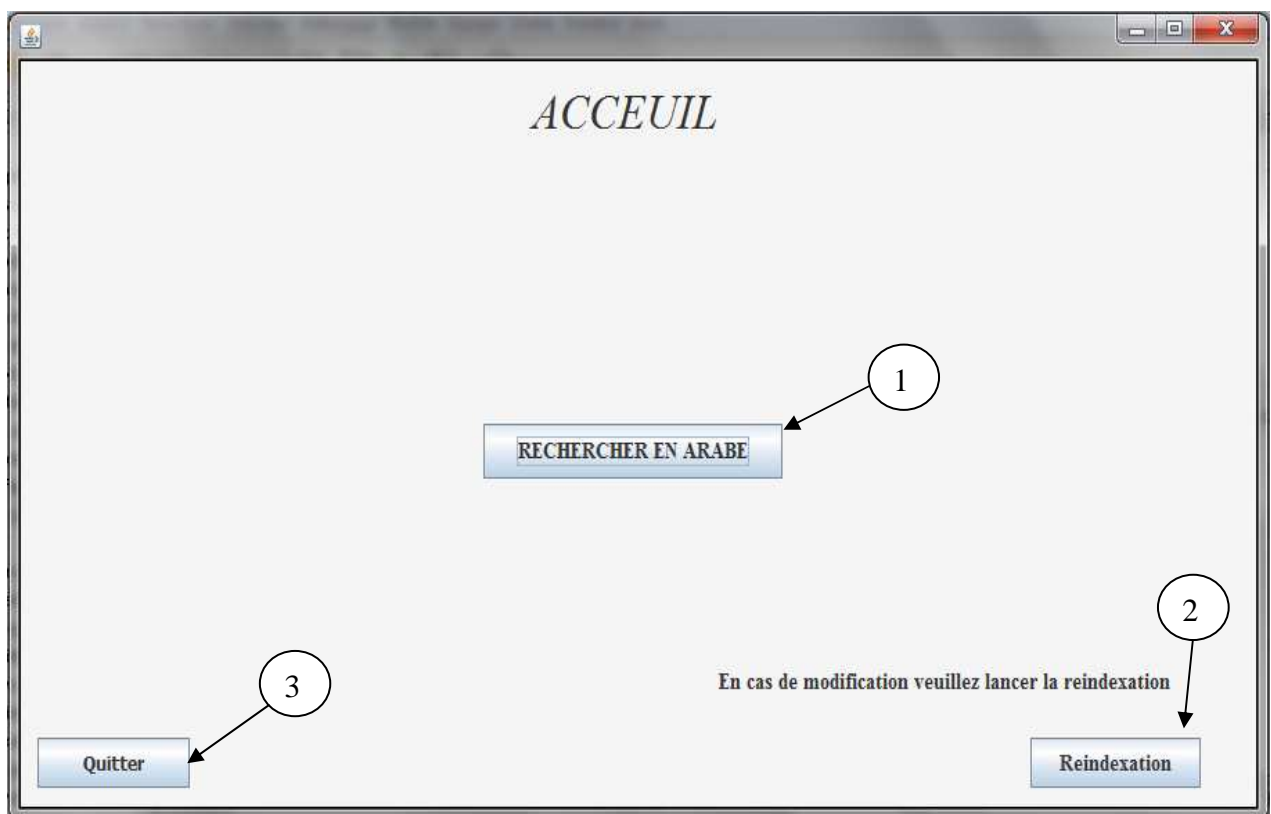 ACCEUIL
1
RECHERCHER EN ARABE
2
En cas de modification veuillez lancer la reindexation
3
Quitter
Reindexation